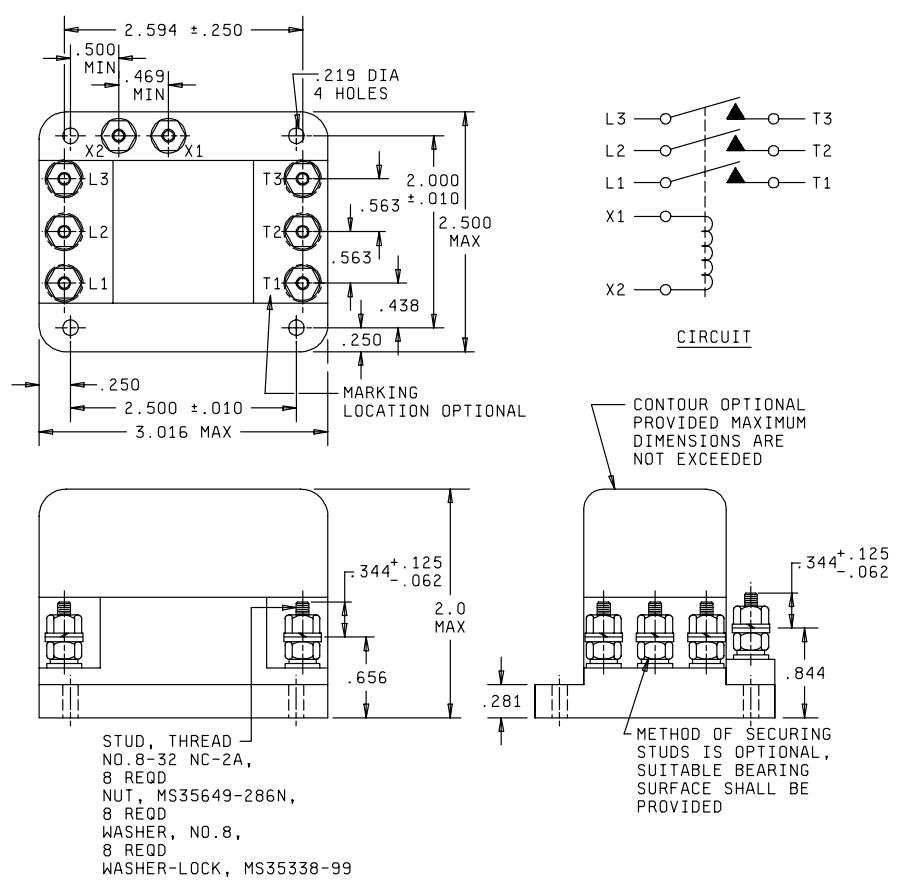 2.594 ±.250
.500
MIN
.469
MIN
.219 DIA
4 HOLES
X2
X1
L3
T3
L2
T2
L1
T1
2.000
±.010
.563
2.500
MAX
.563
.438
.250
.250
MARKING
LOCATION OPTIONAL
2.500 ±.010
3.016 MAX
L3
T3
L2
T2
L1
T1
X1
X2
CIRCUIT
CONTOUR OPTIONAL
PROVIDED MAXIMUM
DIMENSIONS ARE
NOT EXCEEDED
.344 +.125
-.062
2.0
MAX
.656
STUD, THREAD
NO.8-32 NC-2A,
8 REQD
NUT, MS35649-286N,
8 REQD
WASHER, NO.8,
8 REQD
WASHER-LOCK, MS35338-99
.344 +.125
-.062
.844
.281
METHOD OF SECURING
STUDS IS OPTIONAL,
SUITABLE BEARING
SURFACE SHALL BE
PROVIDED